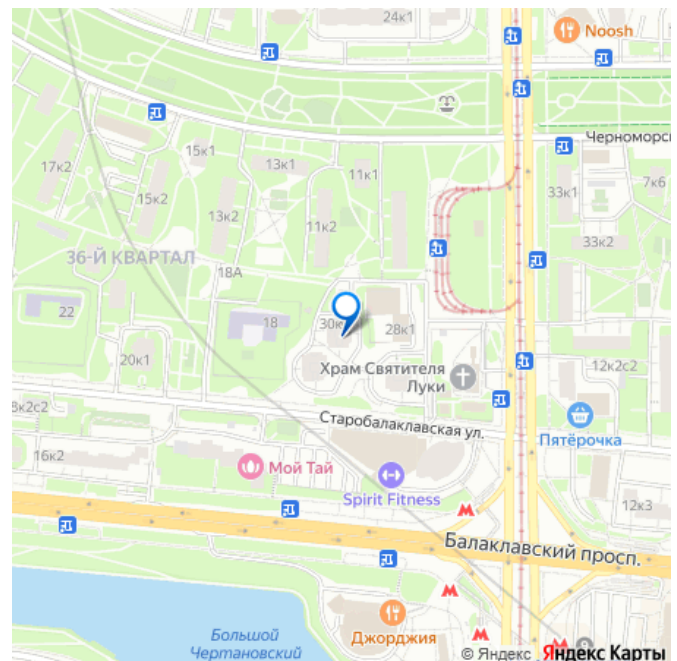 24к1
Noosh
Черноморс
17к2
15к1
13к1
11к1
15к2
13к2
11к2
33к1
7к6
33к2
36-Й КВАРТАЛ
18А
22
18
28к1
20к1
Храм Святителя
Луки
12к2с2
Старобалаклавская ул.
Пятёрочка
16к2
Мой Тай
Spirit Fitness
12к3
Балаклавский просп.
Большой
Чертановский
Джорджия
© Яндекс Яндекс Карты